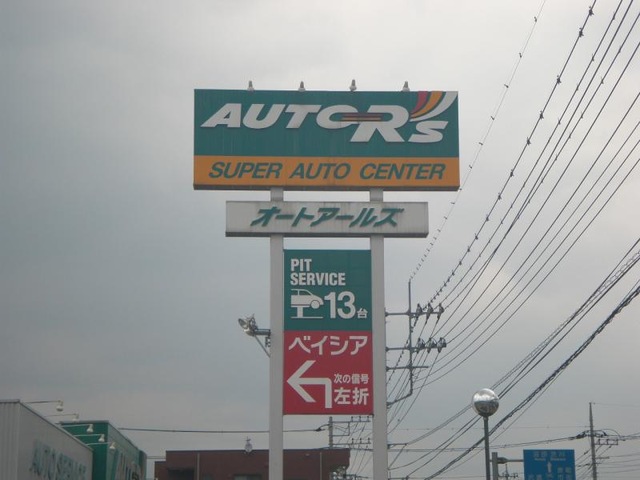 AUTO R's
SUPER AUTO CENTER
オートアールズ
PIT
SERVICE
13台
ベイシア
次の信号
左折